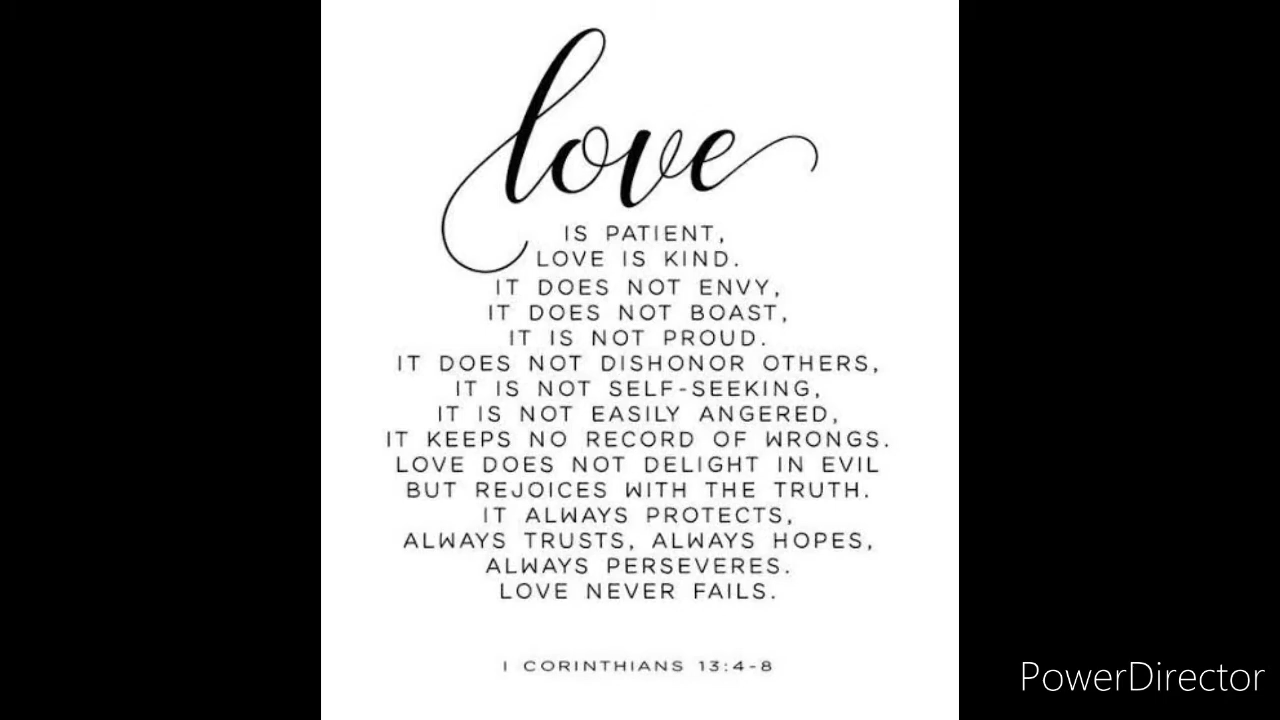 love
IS PATIENT,
LOVE IS KIND.
IT DOES NOT ENVY,
IT DOES NOT BOAST,
IT IS NOT PROUD.
IT DOES NOT DISHONOR OTHERS,
IT IS NOT SELF-SEEKING,
IT IS NOT EASILY ANGERED,
IT KEEPS NO RECORD OF WRONGS.
LOVE DOES NOT DELIGHT IN EVIL
BUT REJOICES WITH THE TRUTH.
IT ALWAYS PROTECTS,
ALWAYS TRUSTS, ALWAYS HOPES,
ALWAYS PERSEVERES.
LOVE NEVER FAILS.
I CORINTHIANS 13:4-8
PowerDirector